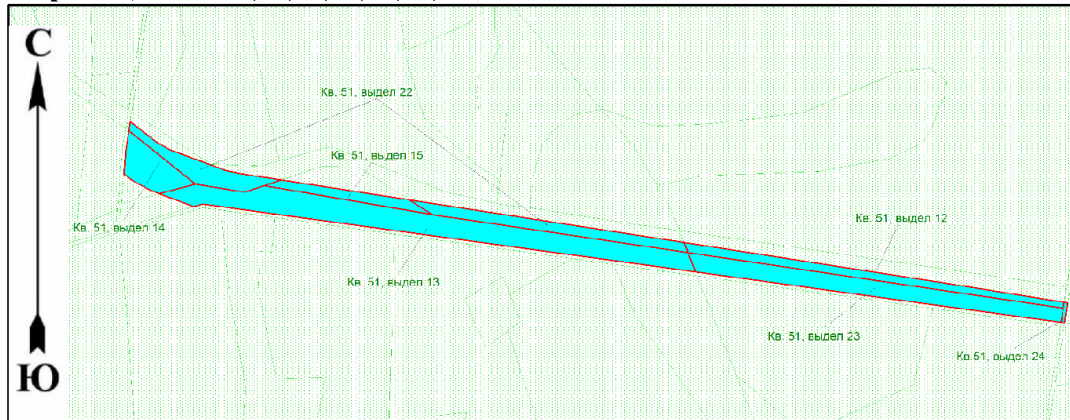 С
Кв. 51, выдел 22
Кв. 51, выдел 15
Кв. 51, выдел 12
Кв. 51, выдел 14
Кв. 51, выдел 13
Кв. 51, выдел 23
Кв. 51, выдел 24
Ю